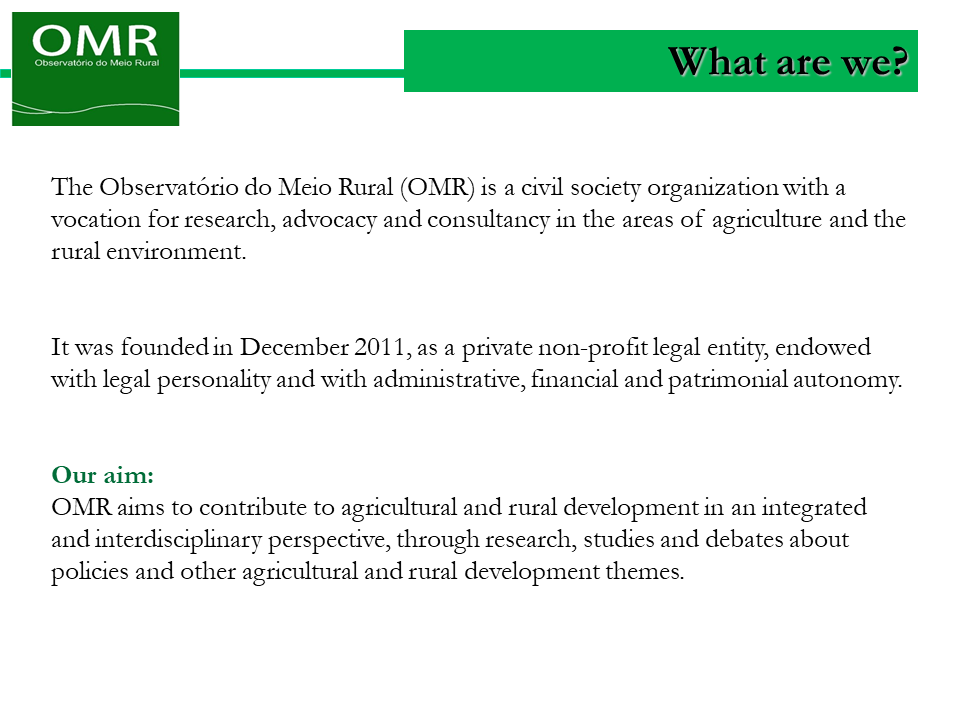 OMR
Observatório do Meio Rural
What are we?
The Observatório do Meio Rural (OMR) is a civil society organization with a
vocation for research, advocacy and consultancy in the areas of agriculture and the
rural environment.
It was founded in December 2011, as a private non-profit legal entity, endowed
with legal personality and with administrative, financial and patrimonial autonomy.
Our aim:
OMR aims to contribute to agricultural and rural development in an integrated
and interdisciplinary perspective, through research, studies and debates about
policies and other agricultural and rural development themes.